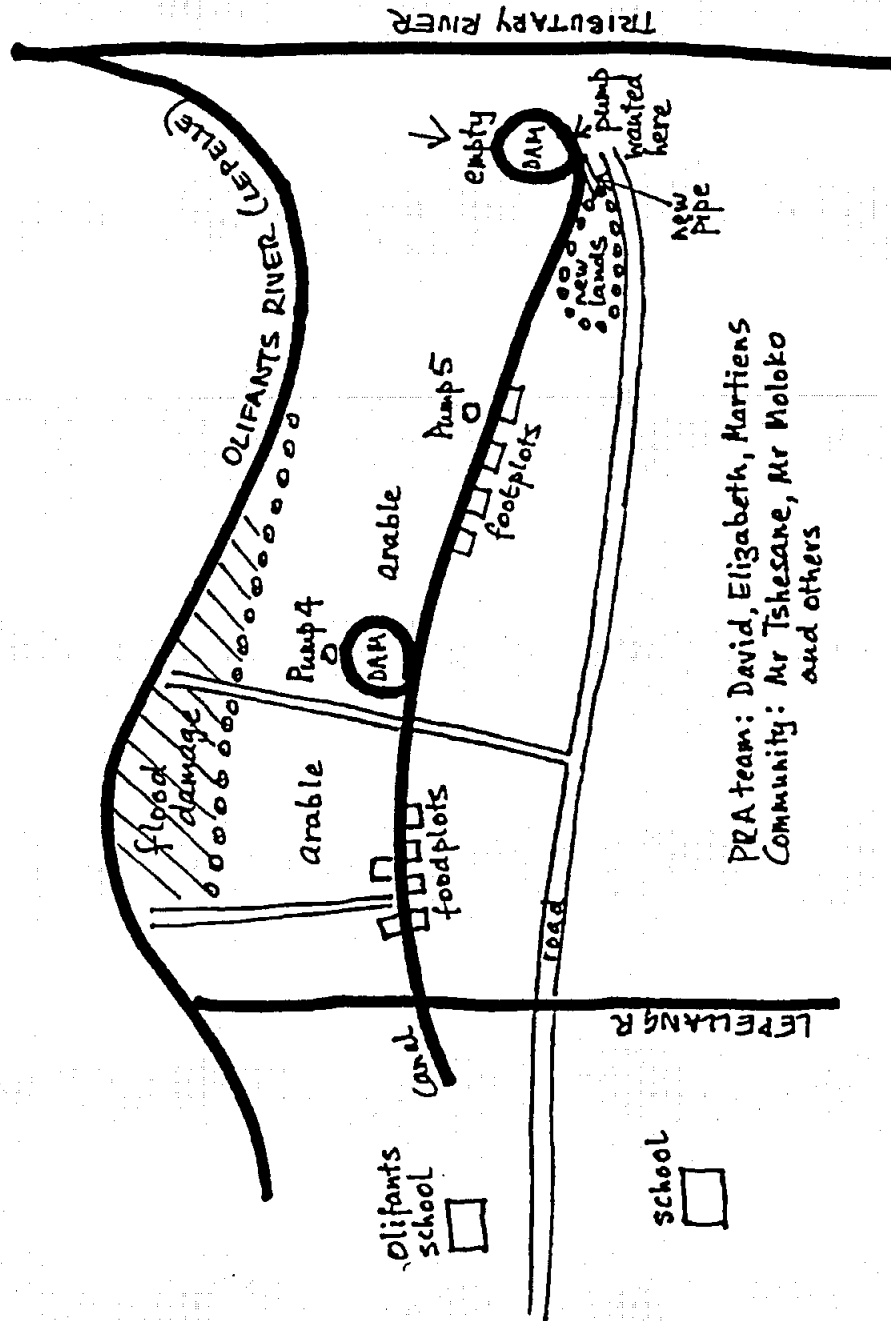 TRIBUTARY RIVER
OLIFANTS RIVER (LEPELLE)
empty
DAM
pump
wanted
here
new
pipe
new
lands
Pump 5
footplots
arable
Pump 4
DAM
flood
damage
arable
foodplots
road
canal
LEPELLANG R
Olifants
school
school
PRA team: David, Elizabeth, Martiens
Community: Mr Tshesane, Mr Moloko
and others